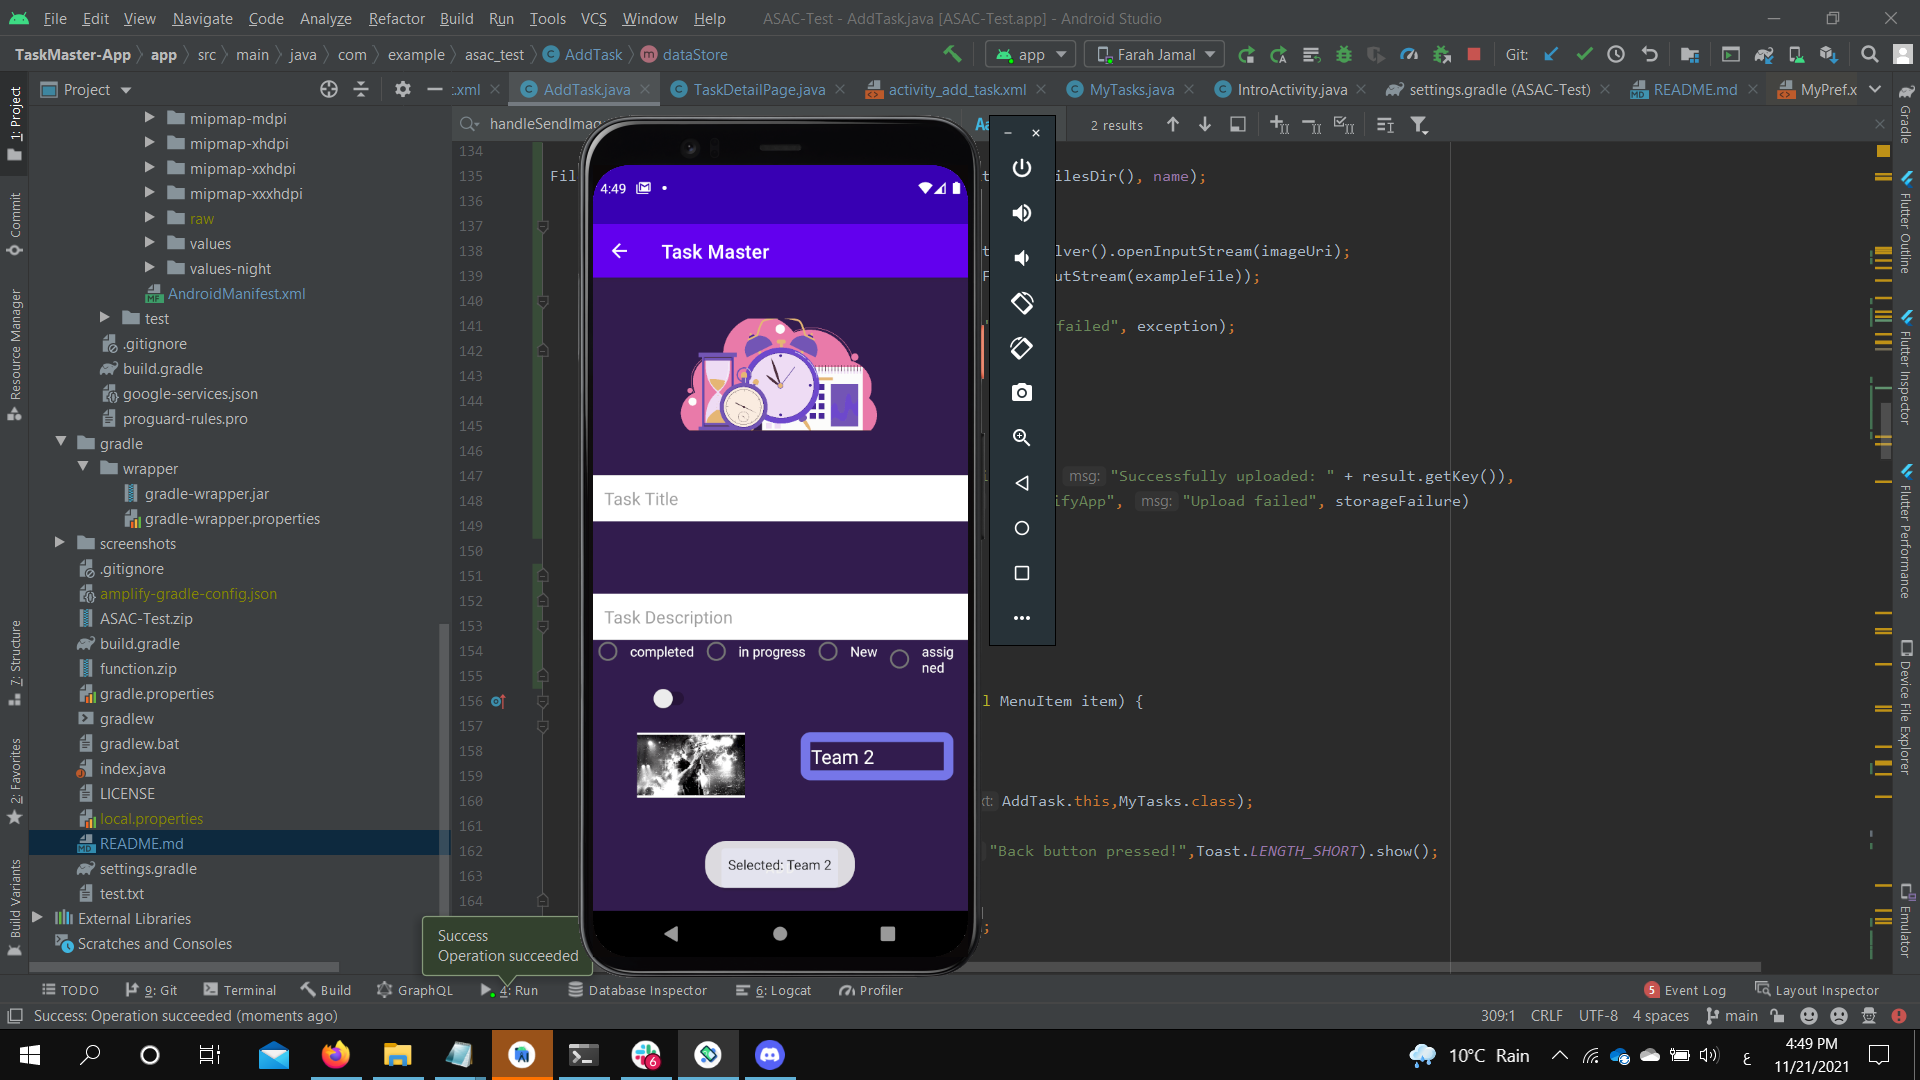 File Edit View Navigate Code Analyze Refactor Build Run Tools VCS Window Help ASAC-Test - AddTask.java [ASAC-Test.app] - Android Studio
TaskMaster-App app src main java com example asac_test AddTask dataStore app Farah Jamal Git:
Project t.xml AddTask.java TaskDetailPage.java activity_add_task.xml MyTasks.java IntroActivity.java settings.gradle (ASAC-Test) README.md MyPref.x
handleSendImag Aa 2 results
1: Project
Commit
Resource Manager
7: Structure
2: Favorites
Build Variants
mipmap-mdpi
mipmap-xhdpi
mipmap-xxhdpi
mipmap-xxxhdpi
raw
values
values-night
AndroidManifest.xml
test
.gitignore
build.gradle
google-services.json
proguard-rules.pro
gradle
wrapper
gradle-wrapper.jar
gradle-wrapper.properties
screenshots
.gitignore
amplify-gradle-config.json
ASAC-Test.zip
build.gradle
function.zip
gradle.properties
gradlew
gradlew.bat
index.java
LICENSE
local.properties
README.md
settings.gradle
test.txt
External Libraries
Scratches and Consoles
134
135 Fil t ilesDir(), name);
136
137
138 t lver().openInputStream(imageUri);
139 F utStream(exampleFile));
140
141 " failed", exception);
142
143
144
145
146
147 i msg: "Successfully uploaded: " + result.getKey()),
148 ifyApp", msg: "Upload failed", storageFailure)
149
150
151
152
153
154
155
156 l MenuItem item) {
157
158
159
160 xt: AddTask.this,MyTasks.class);
161
162 "Back button pressed!",Toast.LENGTH_SHORT).show();
163
164
;
4:49
Task Master
Task Title
Task Description
completed in progress New assig
ned
Team 2
Selected: Team 2
Success
Operation succeeded
Gradle
Flutter Outline
Flutter Inspector
Flutter Performance
Device File Explorer
Emulator
TODO 9: Git Terminal Build GraphQL 4: Run Database Inspector 6: Logcat Profiler 5 Event Log Layout Inspector
Success: Operation succeeded (moments ago) 309:1 CRLF UTF-8 4 spaces main
6 10°C Rain ع 4:49 PM
11/21/2021